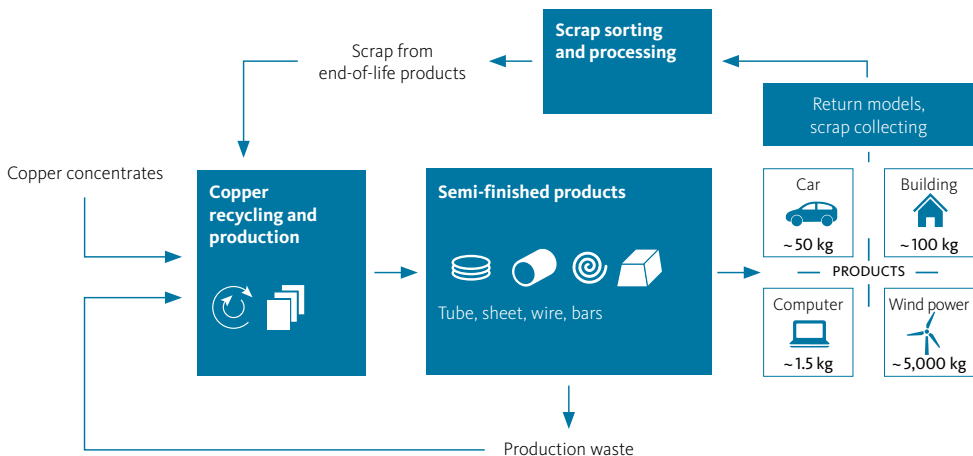 Scrap sorting
and processing
Scrap from
end-of-life products
Return models,
scrap collecting
Copper concentrates
Copper
recycling and
production
Semi-finished products
Tube, sheet, wire, bars
Car
~50 kg
Building
~100 kg
PRODUCTS
Computer
~1.5 kg
Wind power
~5,000 kg
Production waste